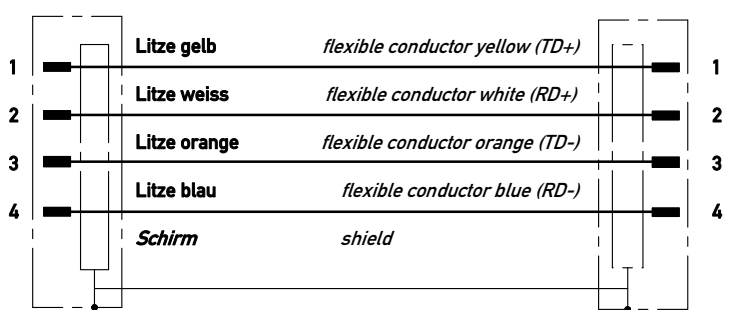 Litze gelb flexible conductor yellow (TD+)
1 1
Litze weiss flexible conductor white (RD+)
2 2
Litze orange flexible conductor orange (TD-)
3 3
Litze blau flexible conductor blue (RD-)
4 4
Schirm shield